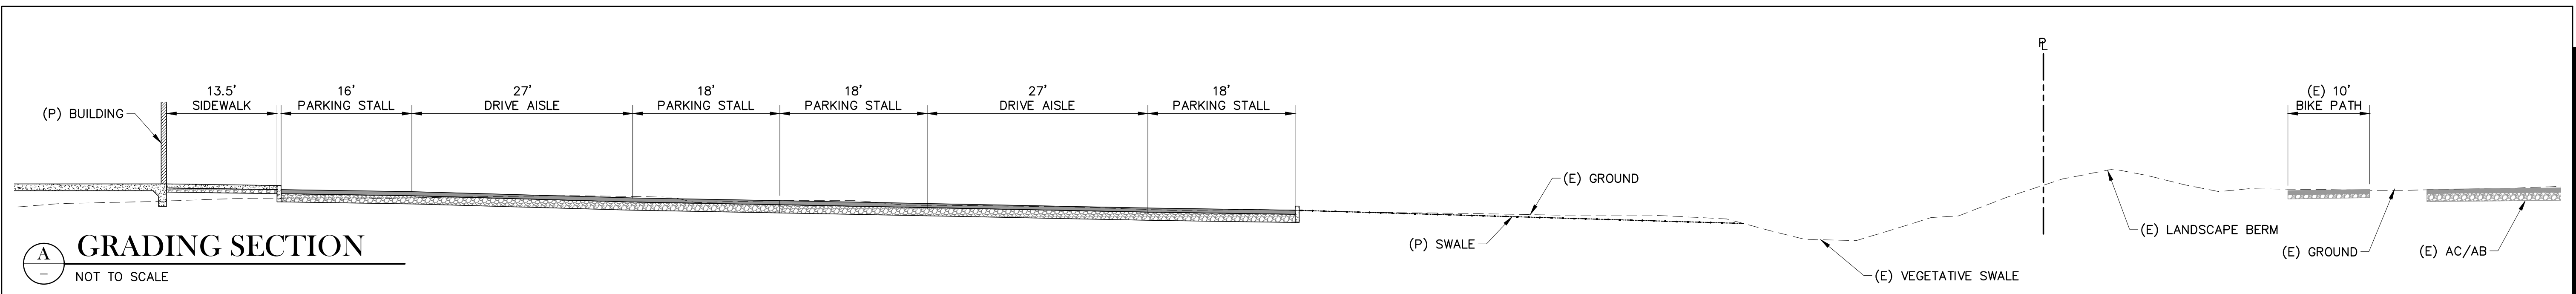 PL
13.5'
SIDEWALK
16'
PARKING STALL
27'
DRIVE AISLE
18'
PARKING STALL
18'
PARKING STALL
27'
DRIVE AISLE
18'
PARKING STALL
(E) 10'
BIKE PATH
(P) BUILDING
(E) GROUND
(P) SWALE
(E) VEGETATIVE SWALE
(E) LANDSCAPE BERM
(E) GROUND
(E) AC/AB
A
–
GRADING SECTION
NOT TO SCALE